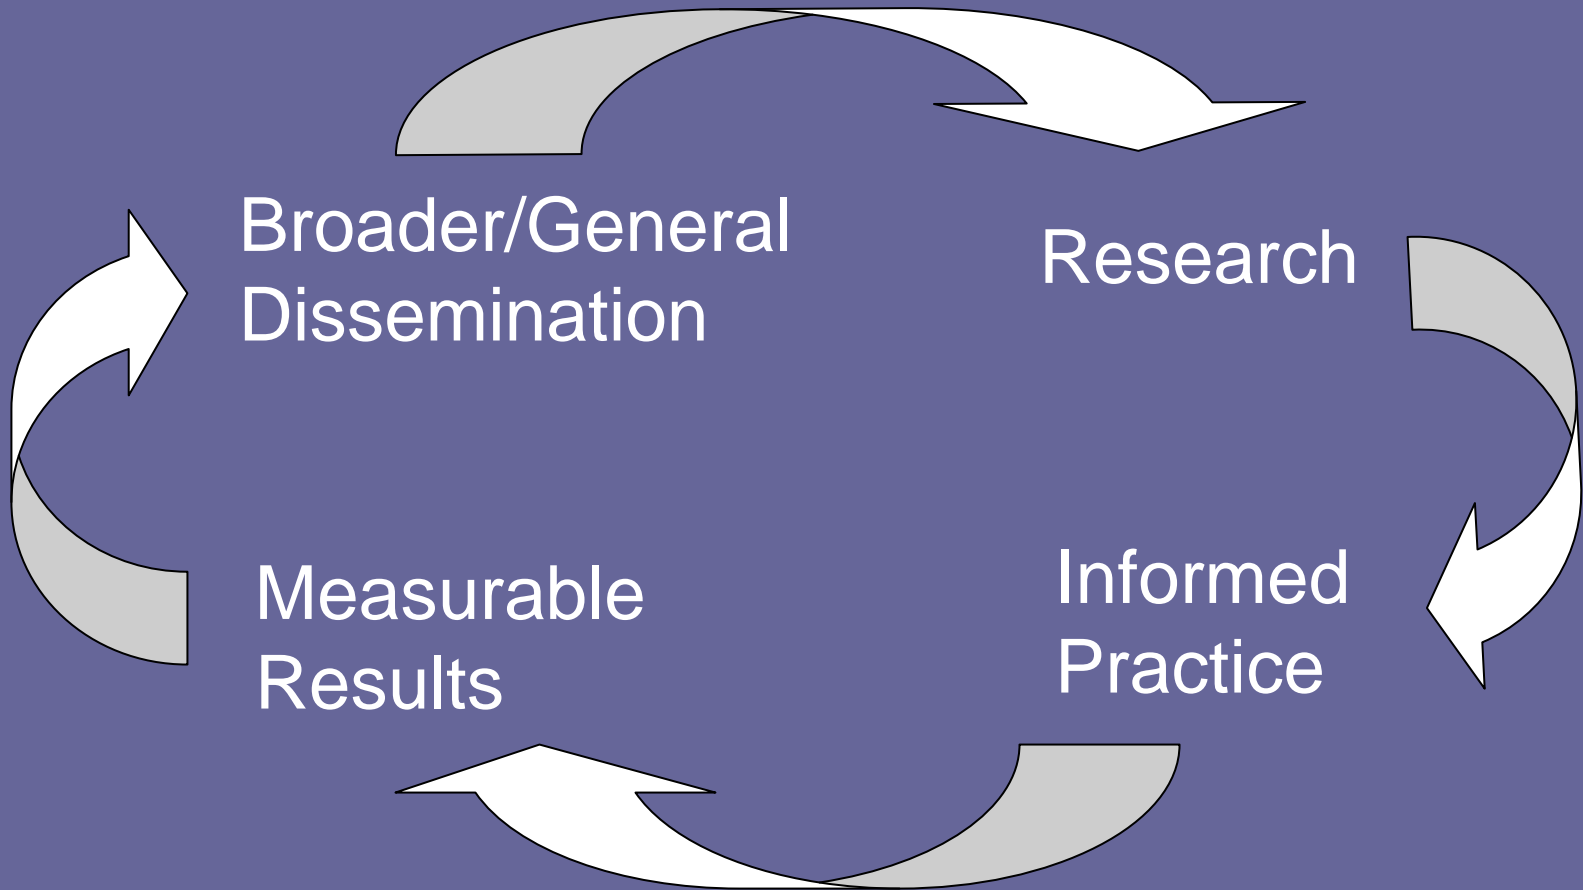 Broader/General
Dissemination
Research
Measurable
Results
Informed
Practice